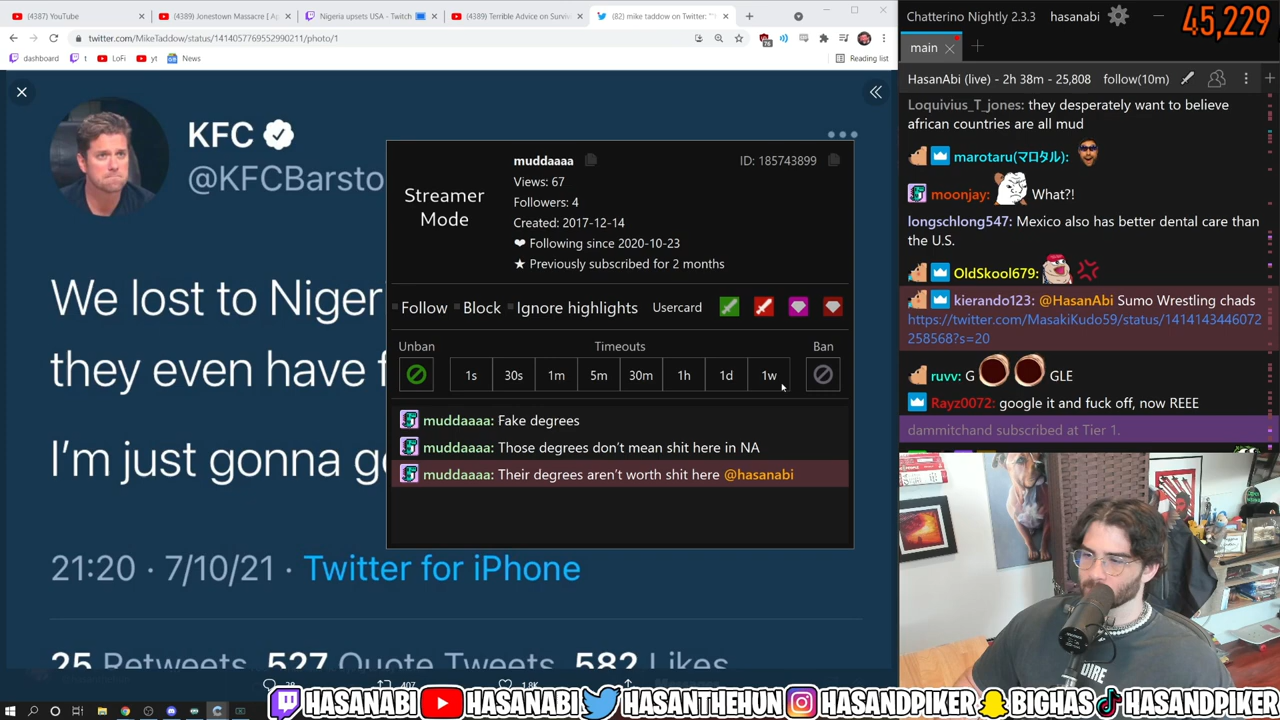 (4387) YouTube
(4389) Jonestown Massacre | Ap
Nigeria upsets USA - Twitch
(4389) Terrible Advice on Surviv
(82) mike taddow on Twitter: "
twitter.com/MikeTaddow/status/1414057769552990211/photo/1
dashboard
t
LoFi
yt
News
Reading list
KFC
@KFCBarsto
We lost to Niger
they even have f
I'm just gonna g
21:20 · 7/10/21 · Twitter for iPhone
25 Retweets 527 Quote Tweets 582 Likes
407
1.8K
Streamer
Mode
muddaaaa
ID: 185743899
Views: 67
Followers: 4
Created: 2017-12-14
❤ Following since 2020-10-23
★ Previously subscribed for 2 months
Follow
Block
Ignore highlights
Usercard
Unban
Timeouts
Ban
1s
30s
1m
5m
30m
1h
1d
1w
muddaaaa: Fake degrees
muddaaaa: Those degrees don't mean shit here in NA
muddaaaa: Their degrees aren't worth shit here @hasanabi
Chatterino Nightly 2.3.3
hasanabi
45,229
main
HasanAbi (live) - 2h 38m - 25,808
follow(10m)
Loquivius_T_jones: they desperately want to believe
african countries are all mud
marotaru(マロタル):
moonjay: What?!
longschlong547: Mexico also has better dental care than
the U.S.
OldSkool679:
kierando123: @HasanAbi Sumo Wrestling chads
https://twitter.com/MasakiKudo59/status/1414143446072
258568?s=20
ruvv: G GLE
Rayz0072: google it and fuck off, now REEE
dammitchand subscribed at Tier 1.
HASANABI
HASANABI
HASANTHEHUN
HASANDPIKER
BIGHAS
HASANDPIKER